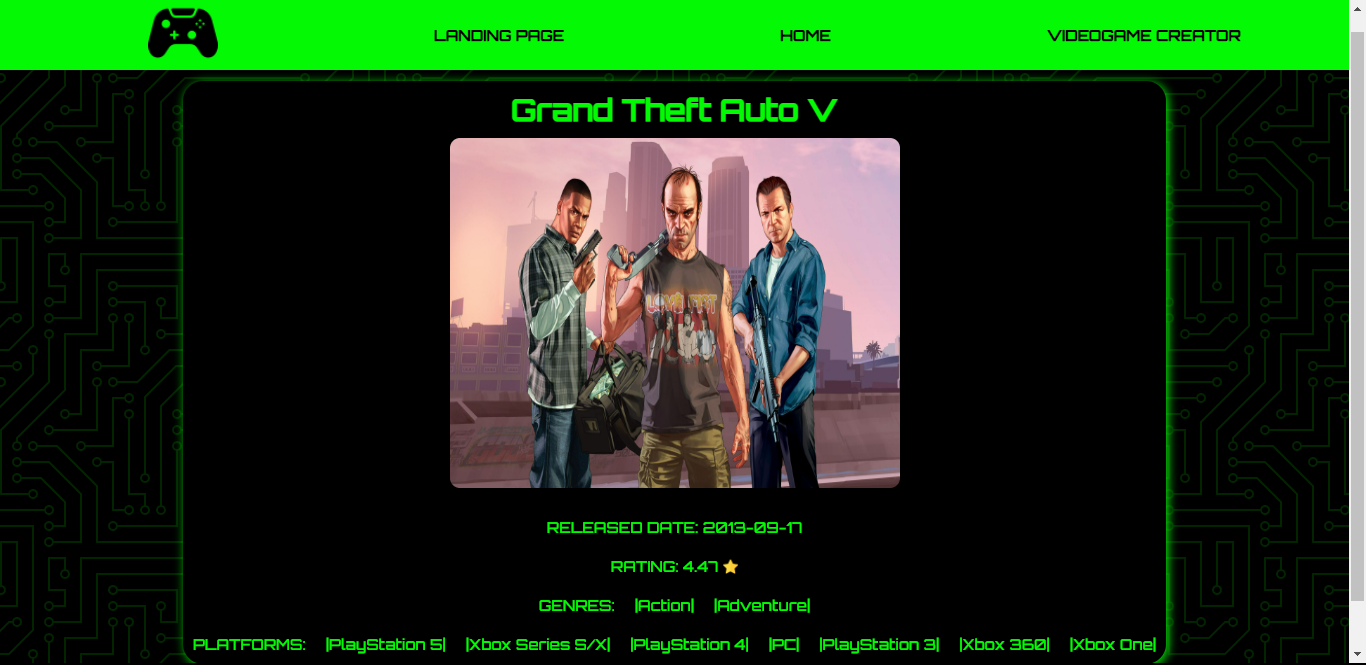 LANDING PAGE HOME VIDEOGAME CREATOR
Grand Theft Auto V
RELEASED DATE: 2013-09-17
RATING: 4.47 ⭐
GENRES: |Action| |Adventure|
PLATFORMS: |PlayStation 5| |Xbox Series S/X| |PlayStation 4| |PC| |PlayStation 3| |Xbox 360| |Xbox One|